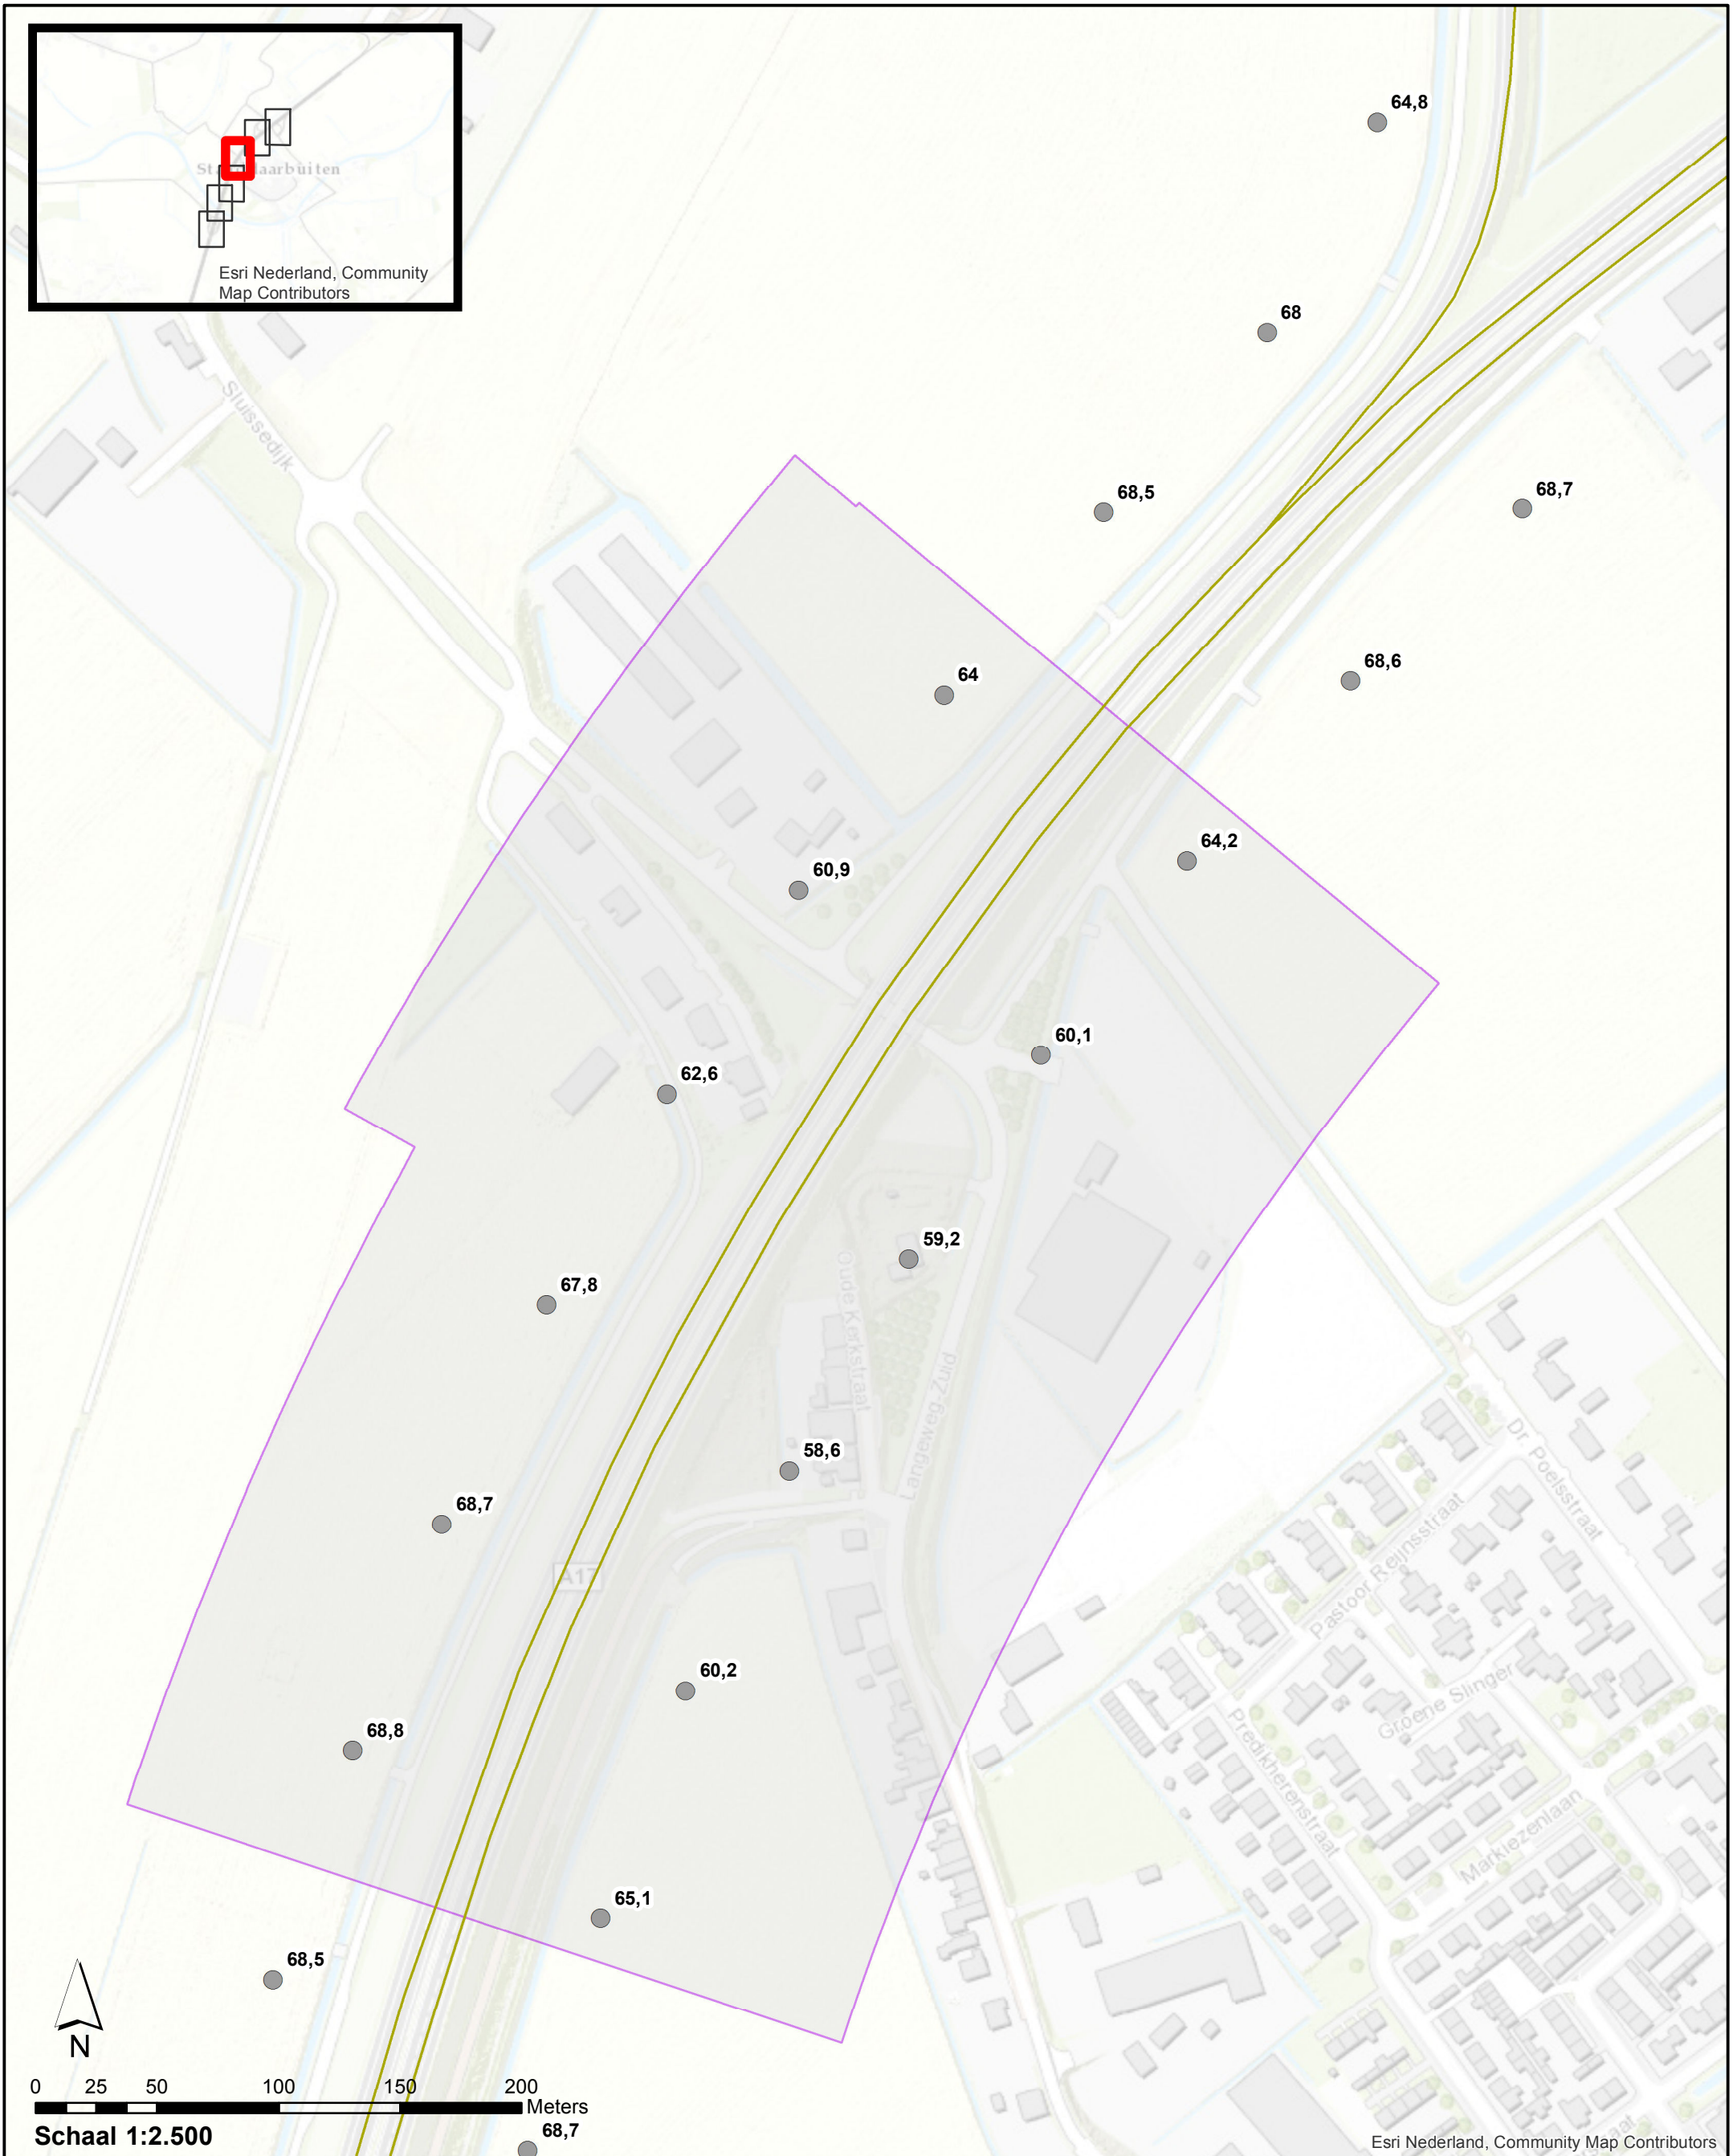 Esri Nederland, Community
Map Contributors
64,8
68
Sluissedijk
68,5
68,7
64
68,6
64,2
60,9
60,1
62,6
59,2
67,8
Oude Kerkstraat
Langeweg-Zuid
58,6
68,7
A17
Dr. Poelsstraat
Pastoor Reijnsstraat
60,2
Groene Slinger
68,8
Predikherenstraat
Markiezenlaan
65,1
68,5
N
0 25 50 100 150 200
Meters
68,7
Schaal 1:2.500
Esri Nederland, Community Map Contributors